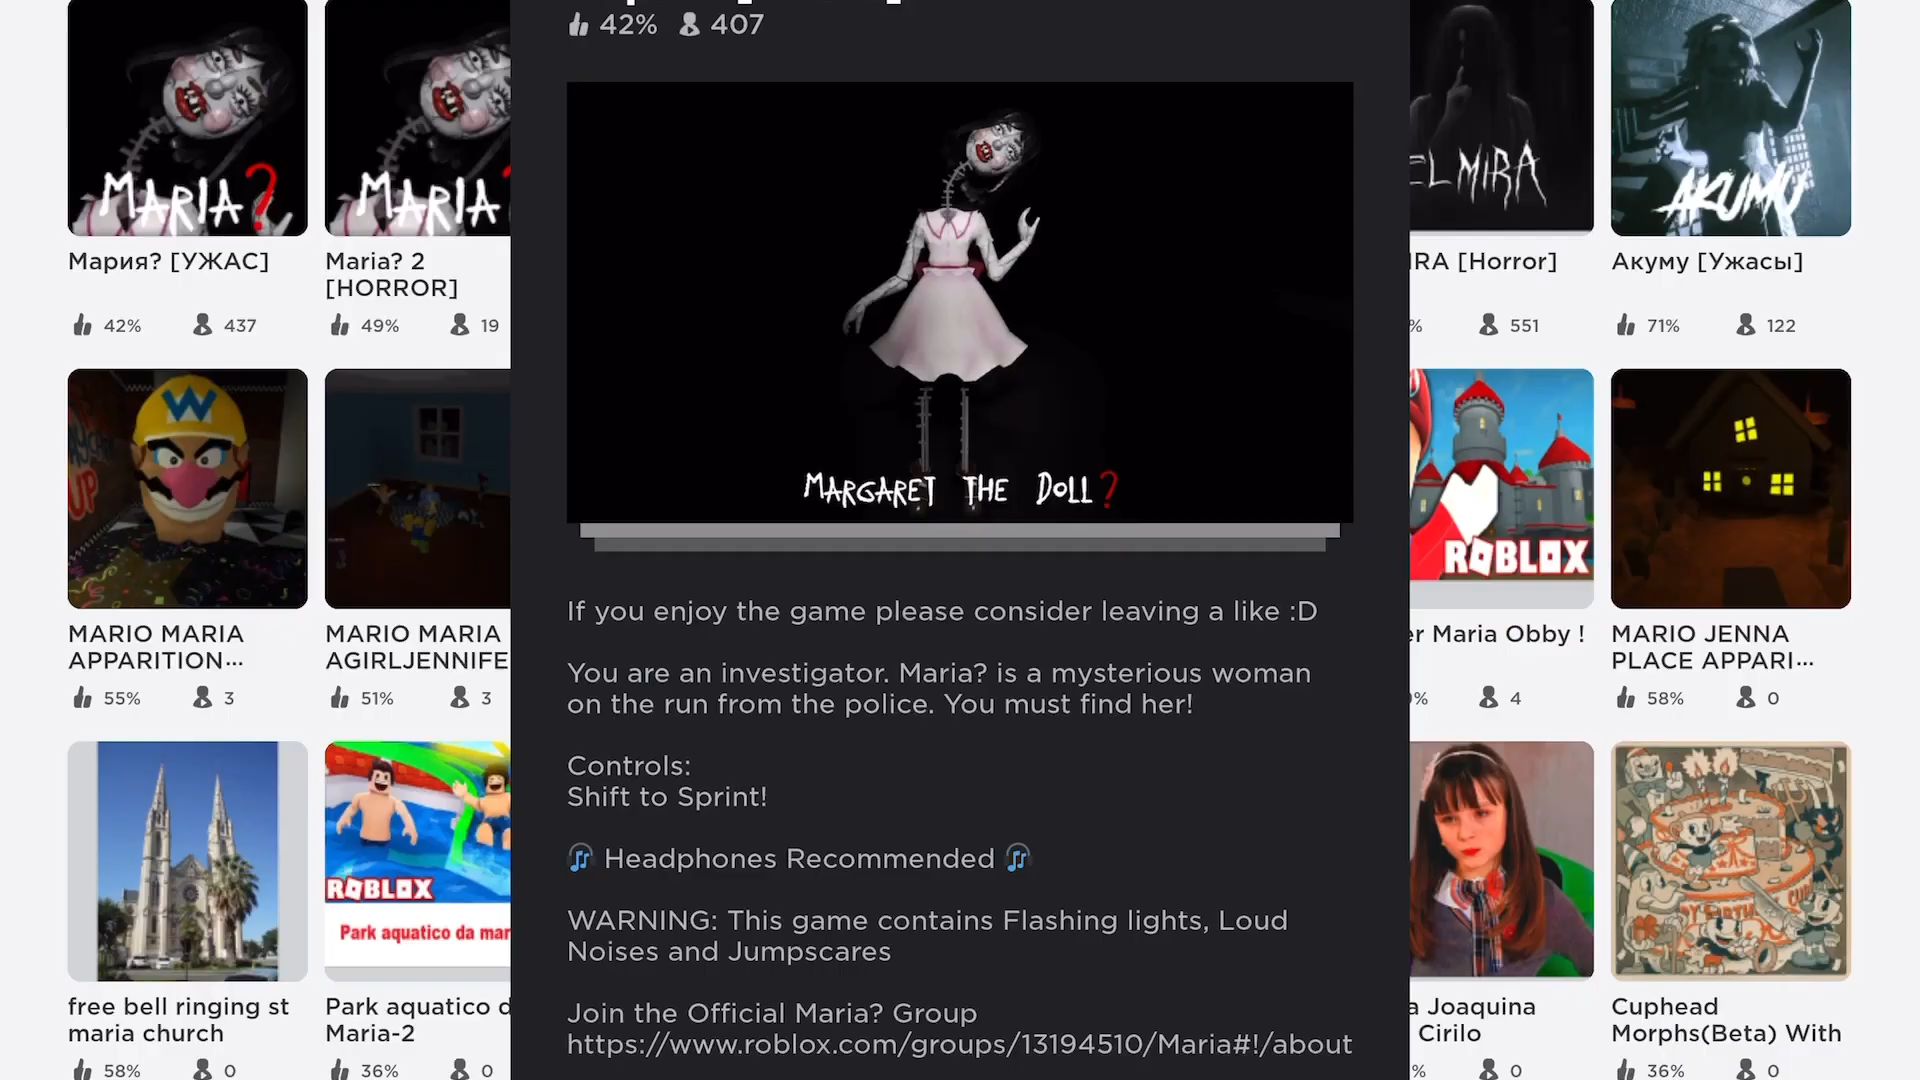 42% 407
MARGARET THE DOLL?
If you enjoy the game please consider leaving a like :D
You are an investigator. Maria? is a mysterious woman
on the run from the police. You must find her!
Controls:
Shift to Sprint!
Headphones Recommended
WARNING: This game contains Flashing lights, Loud
Noises and Jumpscares
Join the Official Maria? Group
https://www.roblox.com/groups/13194510/Maria#!/about
MARIA?
MARIA
MIRA
AKUMU
Мария? [УЖАС]
Maria? 2
[HORROR]
RA [Horror]
Акуму [Ужасы]
42% 437
49% 19
% 551
71% 122
W
UP
ROBLOX
MARIO MARIA
APPARITION...
MARIO MARIA
AGIRLJENNIFE
er Maria Obby !
MARIO JENNA
PLACE APPARI...
55% 3
51% 3
% 4
58% 0
ROBLOX
Park aquatico da mar
free bell ringing st
maria church
Park aquatico d
Maria-2
a Joaquina
Cirilo
Cuphead
Morphs(Beta) With
58% 0
36% 0
% 0
36% 0